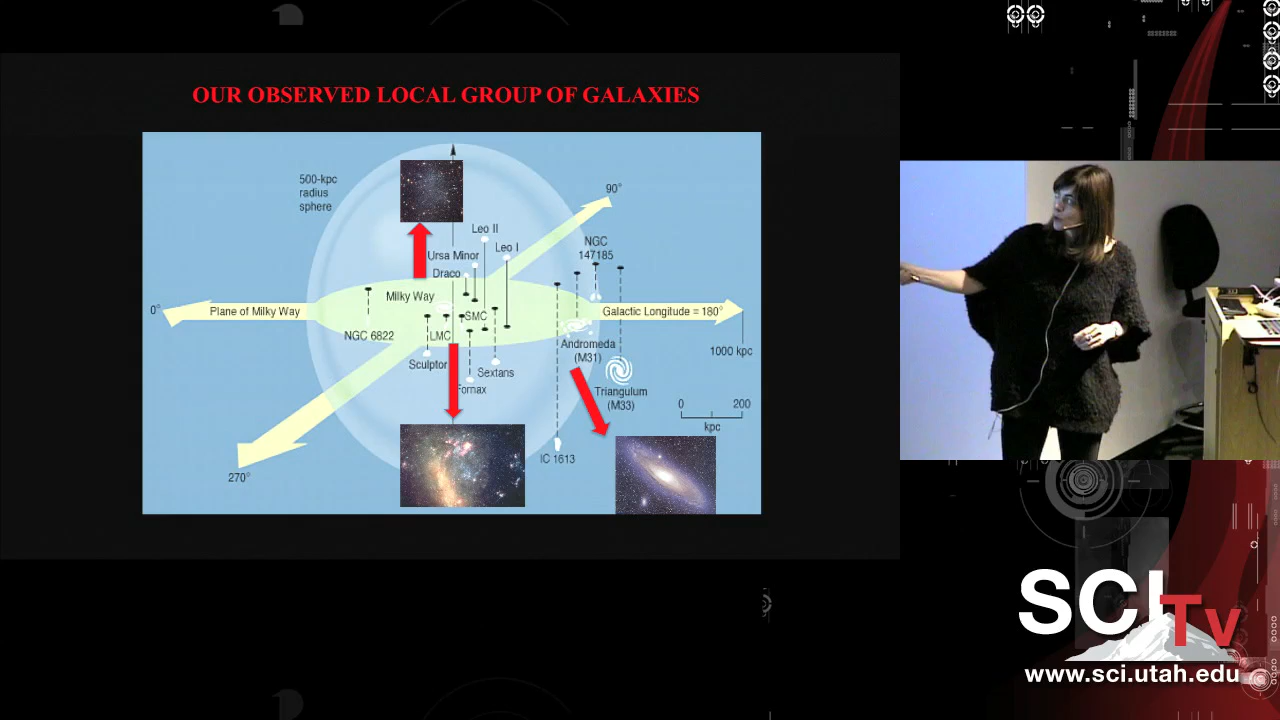 OUR OBSERVED LOCAL GROUP OF GALAXIES
500-kpc
radius
sphere
90°
Leo II
NGC
147185
Leo I
Ursa Minor
Draco
Milky Way
0°
Plane of Milky Way
SMC
Galactic Longitude = 180°
NGC 6822
LMC
Andromeda
(M31)
1000 kpc
Sculptor
Sextans
Fornax
Triangulum
(M33)
0
200
kpc
IC 1613
270°
SCI
Tv
www.sci.utah.edu